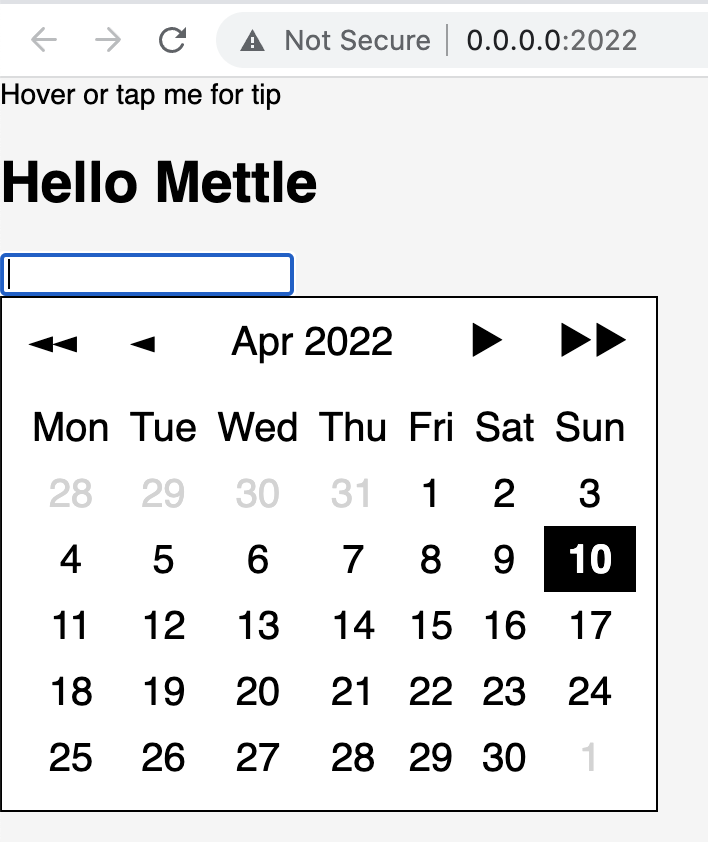 Not Secure 0.0.0.0:2022
Hover or tap me for tip
Hello Mettle
Apr 2022
Mon Tue Wed Thu Fri Sat Sun
28 29 30 31 1 2 3
4 5 6 7 8 9 10
11 12 13 14 15 16 17
18 19 20 21 22 23 24
25 26 27 28 29 30 1